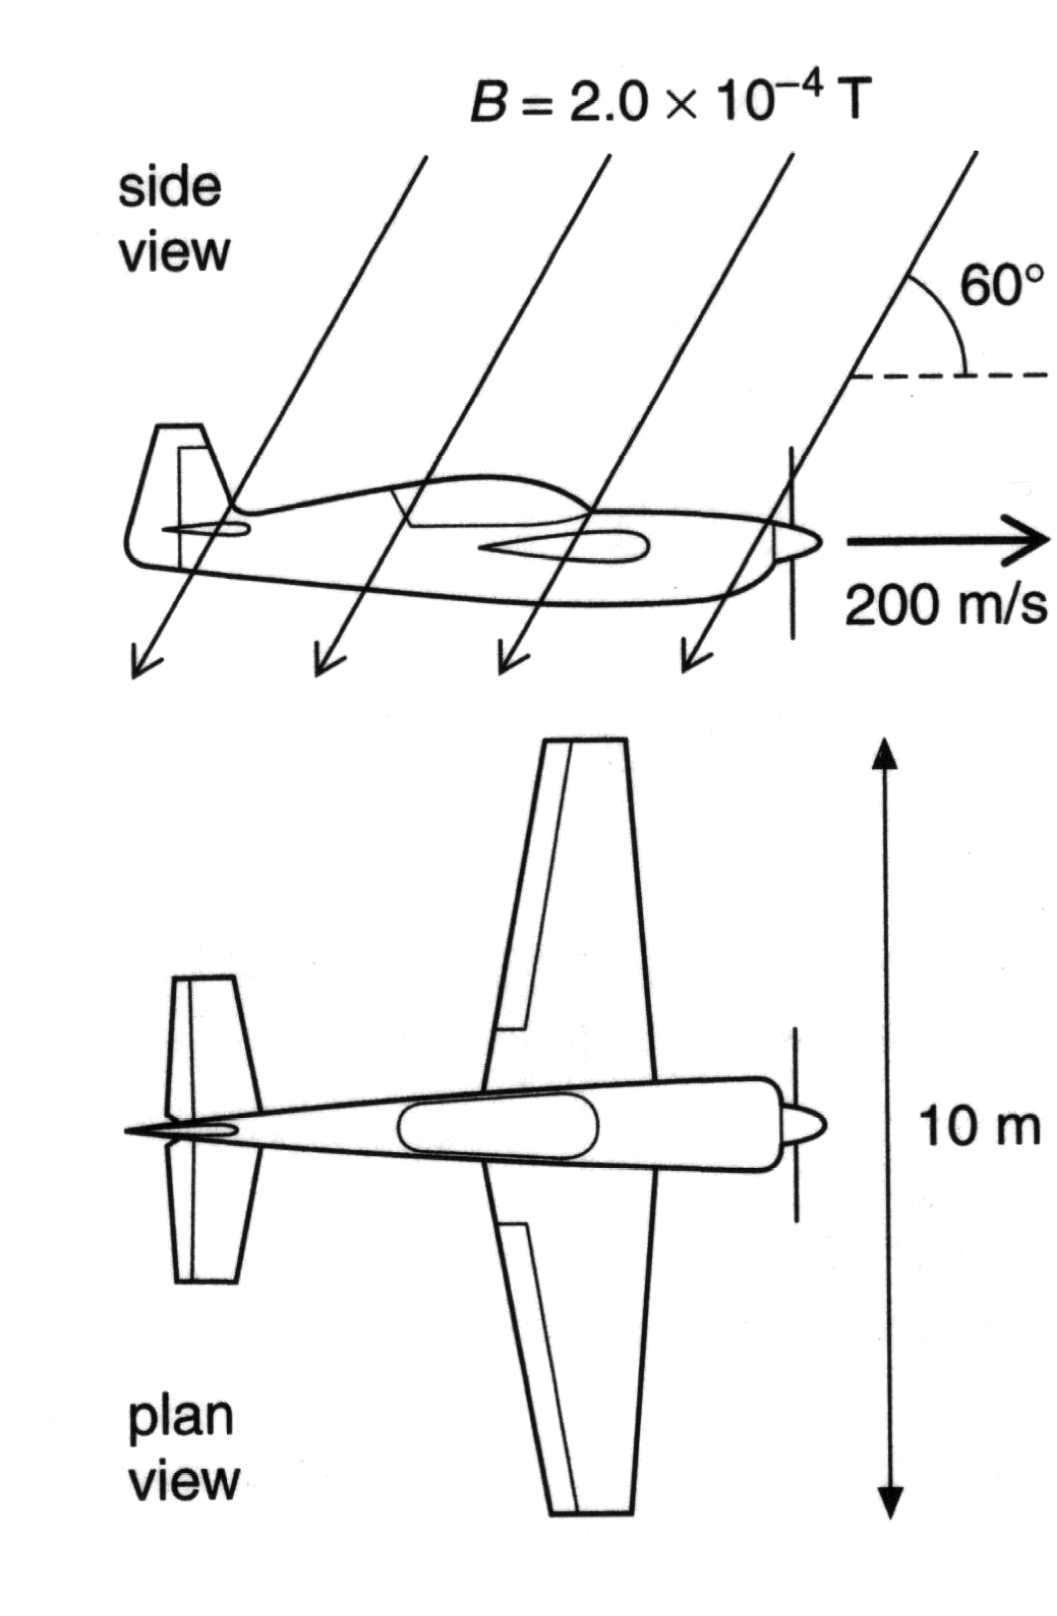 B = 2.0 × 10⁻⁴ T
side
view
60°
200 m/s
10 m
plan
view